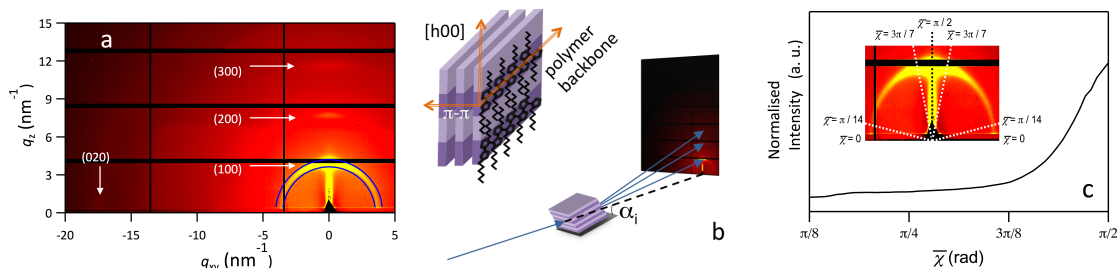 a
15
12
9
6
3
0
q_z (nm⁻¹)
(300)
(200)
(100)
(020)
-20
-15
-10
-5
0
5
q_xy (nm⁻¹)
[h00]
polymer
backbone
π-π
α_i
b
Normalised
Intensity (a. u.)
χ̅ = π / 2
χ̅ = 3π / 7
χ̅ = 3π / 7
χ̅ = π / 14
χ̅ = π / 14
χ̅ = 0
χ̅ = 0
c
π/8
π/4
3π/8
π/2
χ̅ (rad)